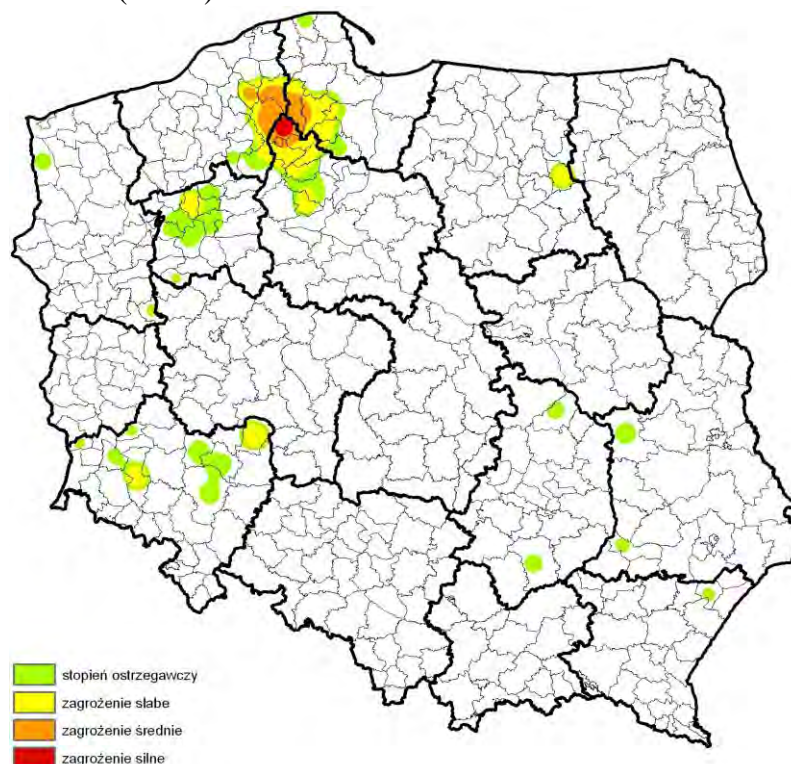 stopień ostrzegawczy
zagrożenie słabe
zagrożenie średnie
zagrożenie silne